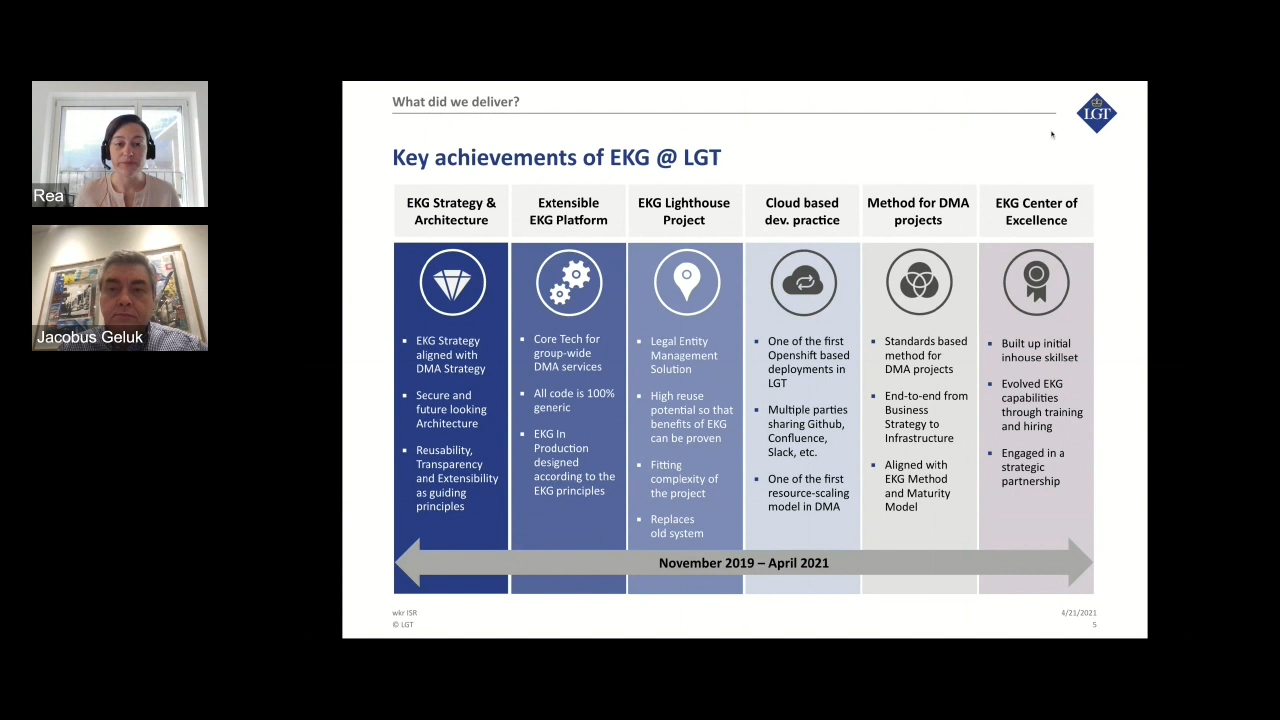 Rea
Jacobus Geluk
What did we deliver?
LGT
Key achievements of EKG @ LGT
EKG Strategy &
Architecture
Extensible
EKG Platform
EKG Lighthouse
Project
Cloud based
dev. practice
Method for DMA
projects
EKG Center of
Excellence
▪ EKG Strategy
aligned with
DMA Strategy
▪ Secure and
future looking
Architecture
▪ Reusability,
Transparency
and Extensibility
as guiding
principles
▪ Core Tech for
group-wide
DMA services
▪ All code is 100%
generic
▪ EKG In
Production
designed
according to the
EKG principles
▪ Legal Entity
Management
Solution
▪ High reuse
potential so that
benefits of EKG
can be proven
▪ Fitting
complexity of
the project
▪ Replaces
old system
▪ One of the first
Openshift based
deployments in
LGT
▪ Multiple parties
sharing Github,
Confluence,
Slack, etc.
▪ One of the first
resource-scaling
model in DMA
▪ Standards based
method for
DMA projects
▪ End-to-end from
Business
Strategy to
Infrastructure
▪ Aligned with
EKG Method
and Maturity
Model
▪ Built up initial
inhouse skillset
▪ Evolved EKG
capabilities
through training
and hiring
▪ Engaged in a
strategic
partnership
November 2019 – April 2021
wkr ISR
© LGT
4/21/2021
5